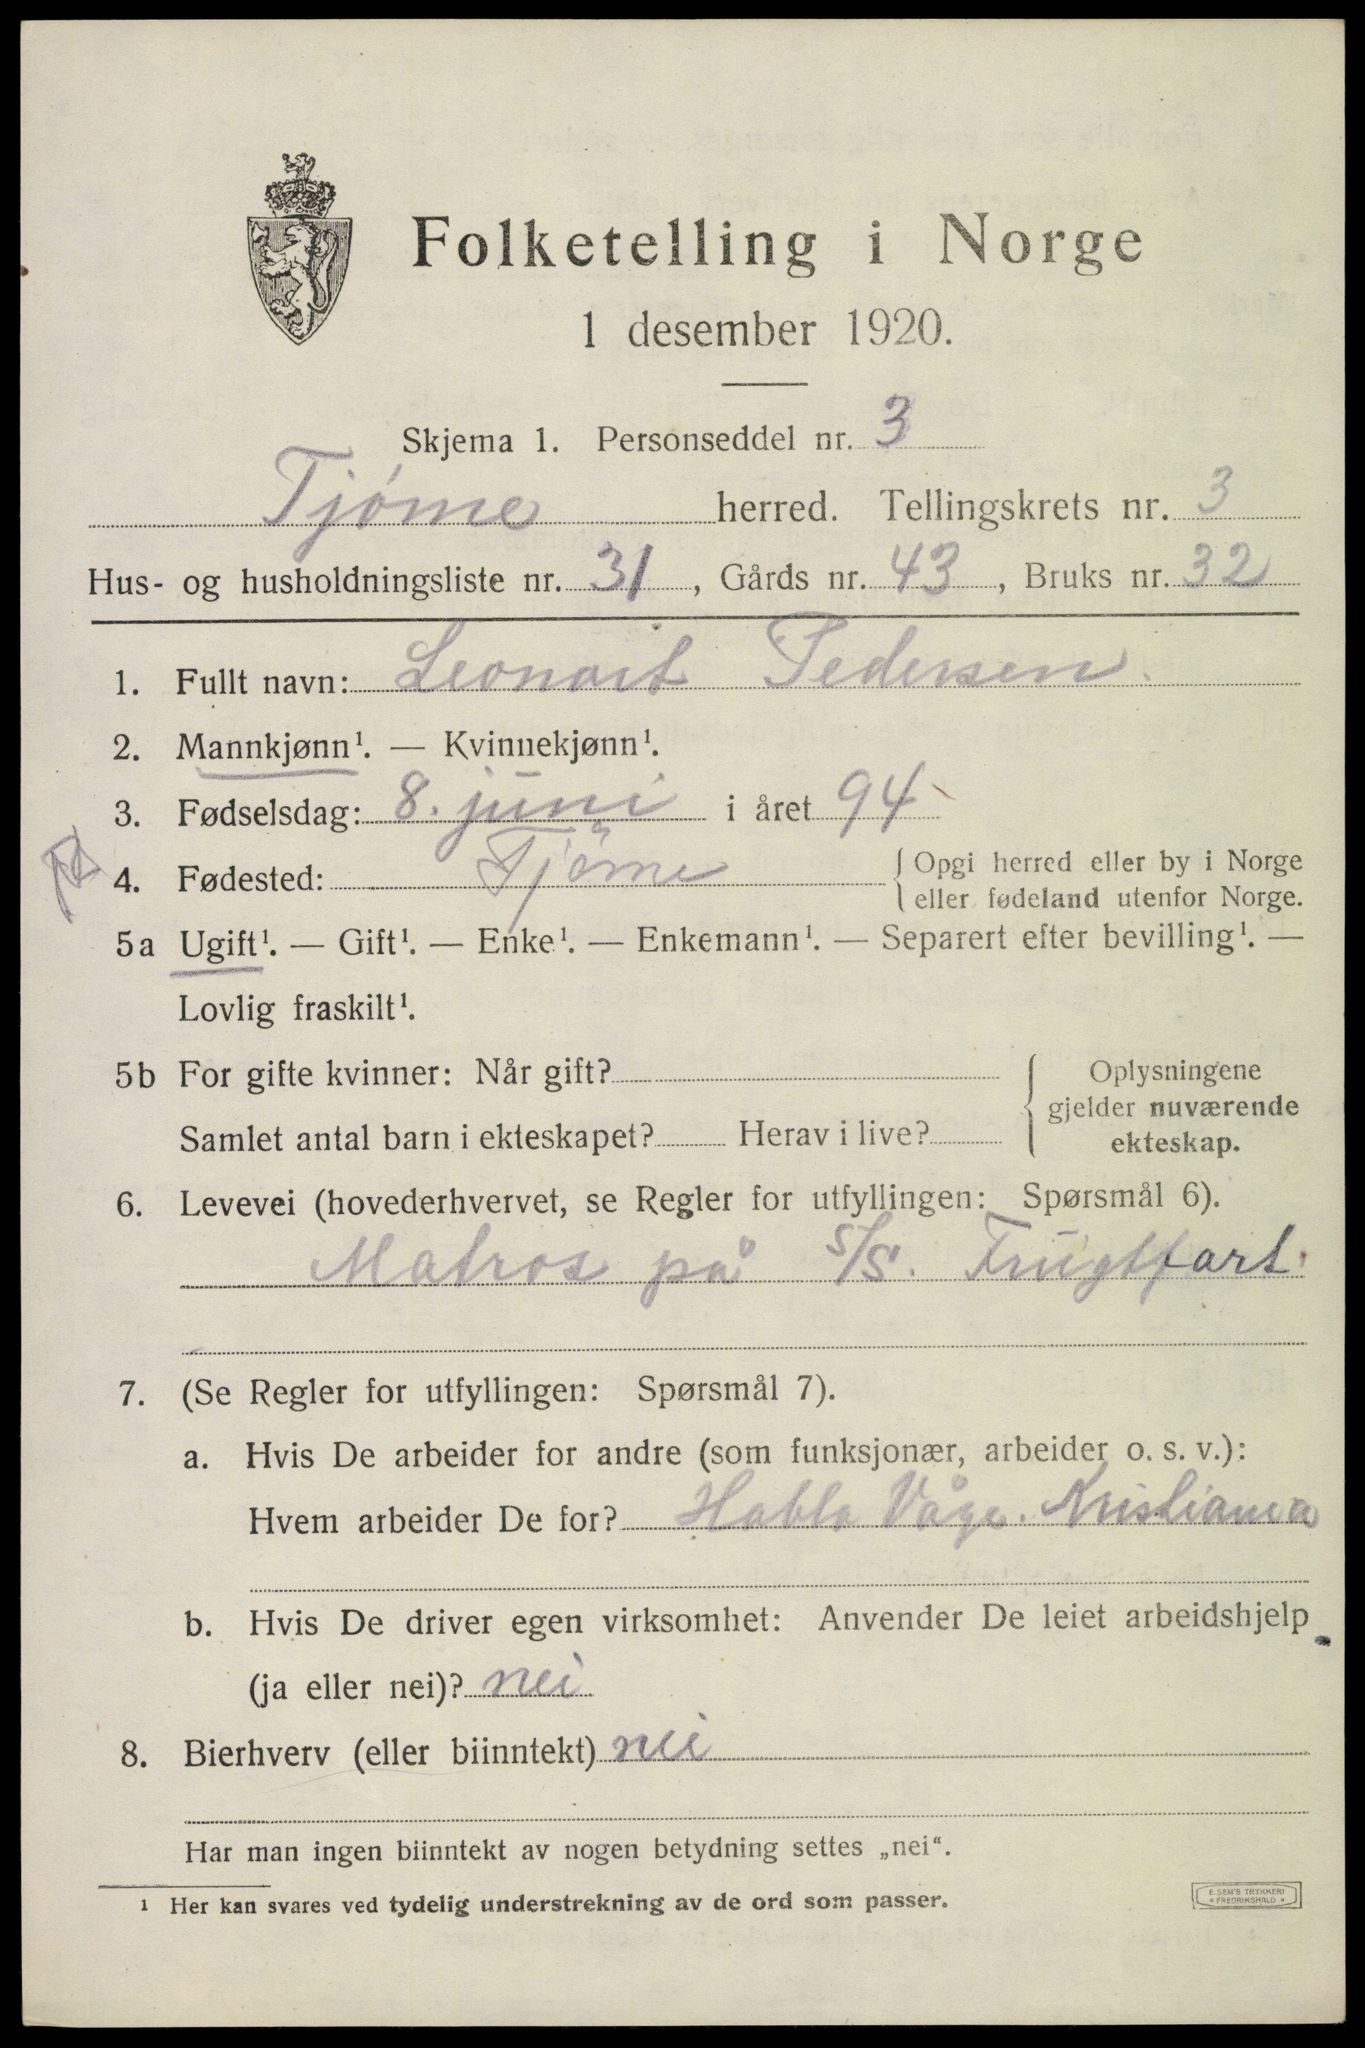 Folketelling i Norge
1 desember 1920.
Skjema 1. Personseddel nr. 3
Tjøme herred. Tellingskrets nr. 3
Hus- og husholdningsliste nr. 31, Gårds nr. 43, Bruks nr. 32
1. Fullt navn: Leonart Pedersen.
2. Mannkjønn¹. — Kvinnekjønn¹.
3. Fødselsdag: 8. juni i året 94
4. Fødested: Tjöme { Opgi herred eller by i Norge
eller fødeland utenfor Norge.
5a Ugift¹. — Gift¹. — Enke¹. — Enkemann¹. — Separert efter bevilling¹. —
Lovlig fraskilt¹.
5b For gifte kvinner: Når gift? { Oplysningene
gjelder nuværende
Samlet antal barn i ekteskapet? Herav i live?
ekteskap.
6. Levevei (hovederhvervet, se Regler for utfyllingen: Spørsmål 6).
Matros på S/S. Frugtfart.
7. (Se Regler for utfyllingen: Spørsmål 7).
a. Hvis De arbeider for andre (som funksjonær, arbeider o. s. v.):
Hvem arbeider De for? Våge. Kristiania
b. Hvis De driver egen virksomhet: Anvender De leiet arbeidshjelp
(ja eller nei)? nei
8. Bierhverv (eller biinntekt) nei
Har man ingen biinntekt av nogen betydning settes „nei“.
¹ Her kan svares ved tydelig understrekning av de ord som passer.
E. SEM'S TRYKKERI
* FREDRIKSHALD *